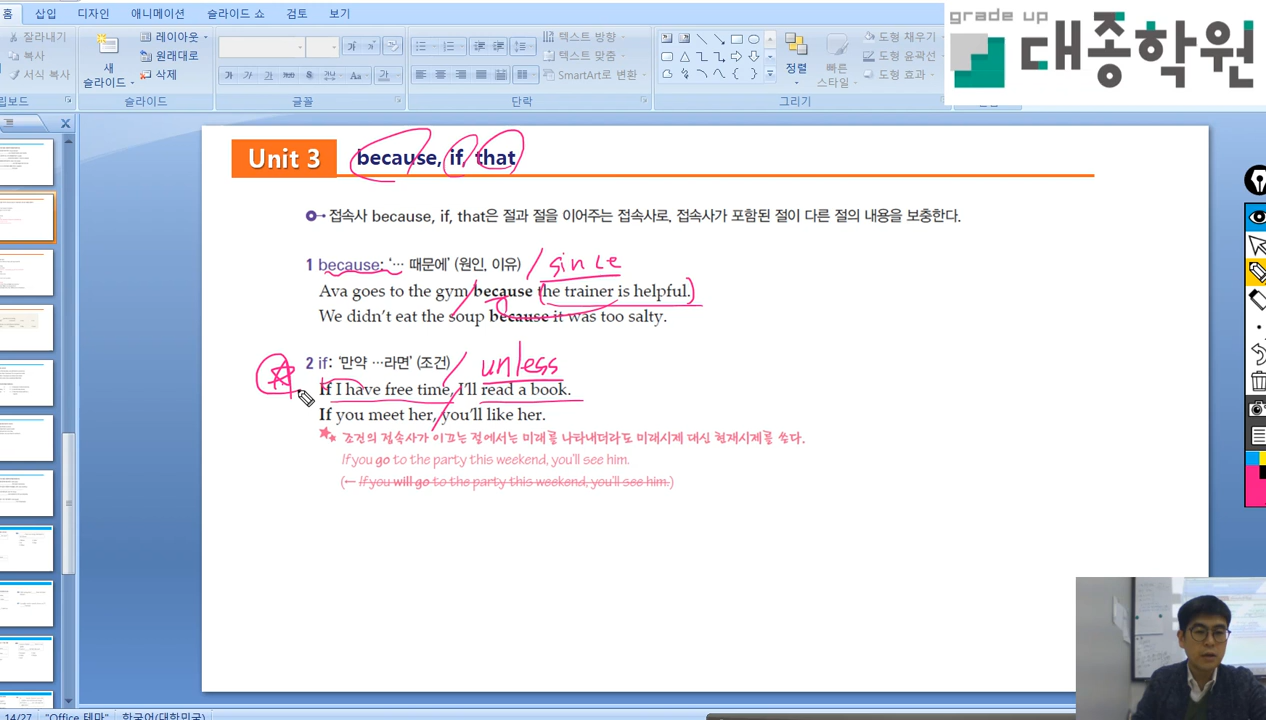 홈 삽입 디자인 애니메이션 슬라이드 쇼 검토 보기
잘라내기
복사
서식 복사
새 슬라이드
레이아웃
원래대로
삭제
가 가 가 abc S 가 Aa 가
텍스트 방향
텍스트 맞춤
SmartArt로 변환
정렬
빠른 스타일
도형 채우기
도형 윤곽선
도형 효과
립보드 슬라이드 글꼴 단락 그리기
grade up
대종학원
Unit 3 because, if, that
접속사 because, if, that은 절과 절을 이어주는 접속사로, 접속사가 포함된 절이 다른 절의 내용을 보충한다.
1 because: ‘… 때문에’ (원인, 이유) / since
Ava goes to the gym because the trainer is helpful.
We didn’t eat the soup because it was too salty.
2 if: ‘만약 …라면’ (조건) / unless
If I have free time, I’ll read a book.
If you meet her, you’ll like her.
조건의 접속사가 이끄는 절에서는 미래를 나타내더라도 미래시제 대신 현재시제를 쓴다.
If you go to the party this weekend, you’ll see him.
(← If you will go to the party this weekend, you’ll see him.)
14/27 "Office 테마" 한국어(대한민국)